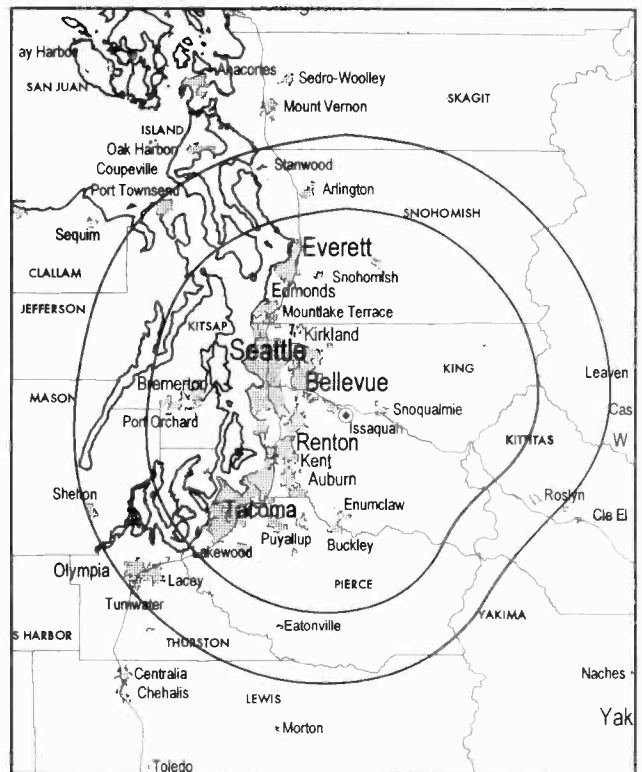 ay Harbor
Anacortes
Sedro-Woolley
SAN JUAN
Mount Vernon
SKAGIT
ISLAND
Oak Harbor
Coupeville
Stanwood
Port Townsend
Arlington
SNOHOMISH
Sequim
Everett
CLALLAM
Snohomish
Edmonds
JEFFERSON
Mountlake Terrace
KITSAP
Kirkland
Seattle
KING
Leaven
Bremerton
Bellevue
MASON
Snoqualmie
Cas
Port Orchard
Issaquah
W
Renton
KITTITAS
Kent
Auburn
Shelton
Roslyn
Tacoma
Enumclaw
Cle El
Puyallup
Buckley
Lakewood
Olympia
Lacey
PIERCE
Tumwater
YAKIMA
Eatonville
S HARBOR
THURSTON
Centralia
Naches
Chehalis
LEWIS
Yak
Morton
Toledo